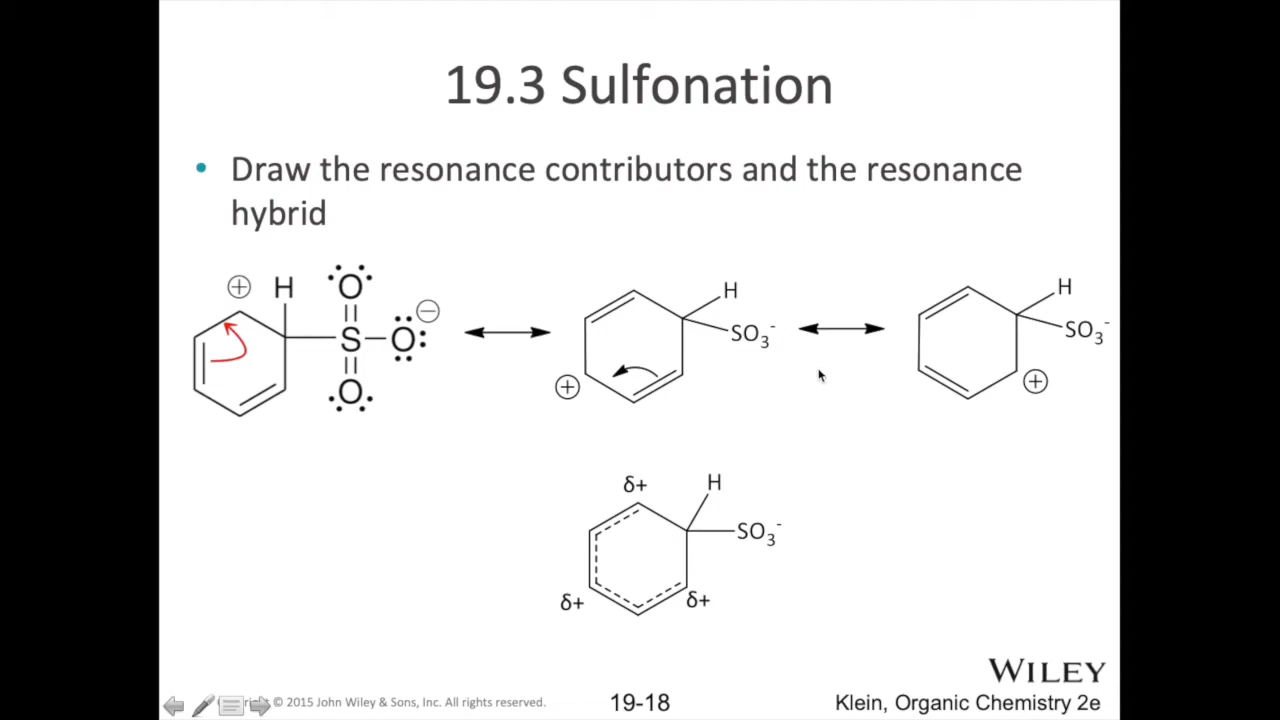 19.3 Sulfonation
• Draw the resonance contributors and the resonance
hybrid
⊕ H O
S O ⊖
O
H
SO3-
⊕
H
SO3-
⊕
δ+ H
SO3-
δ+ δ+
WILEY
© 2015 John Wiley & Sons, Inc. All rights reserved.
19-18
Klein, Organic Chemistry 2e